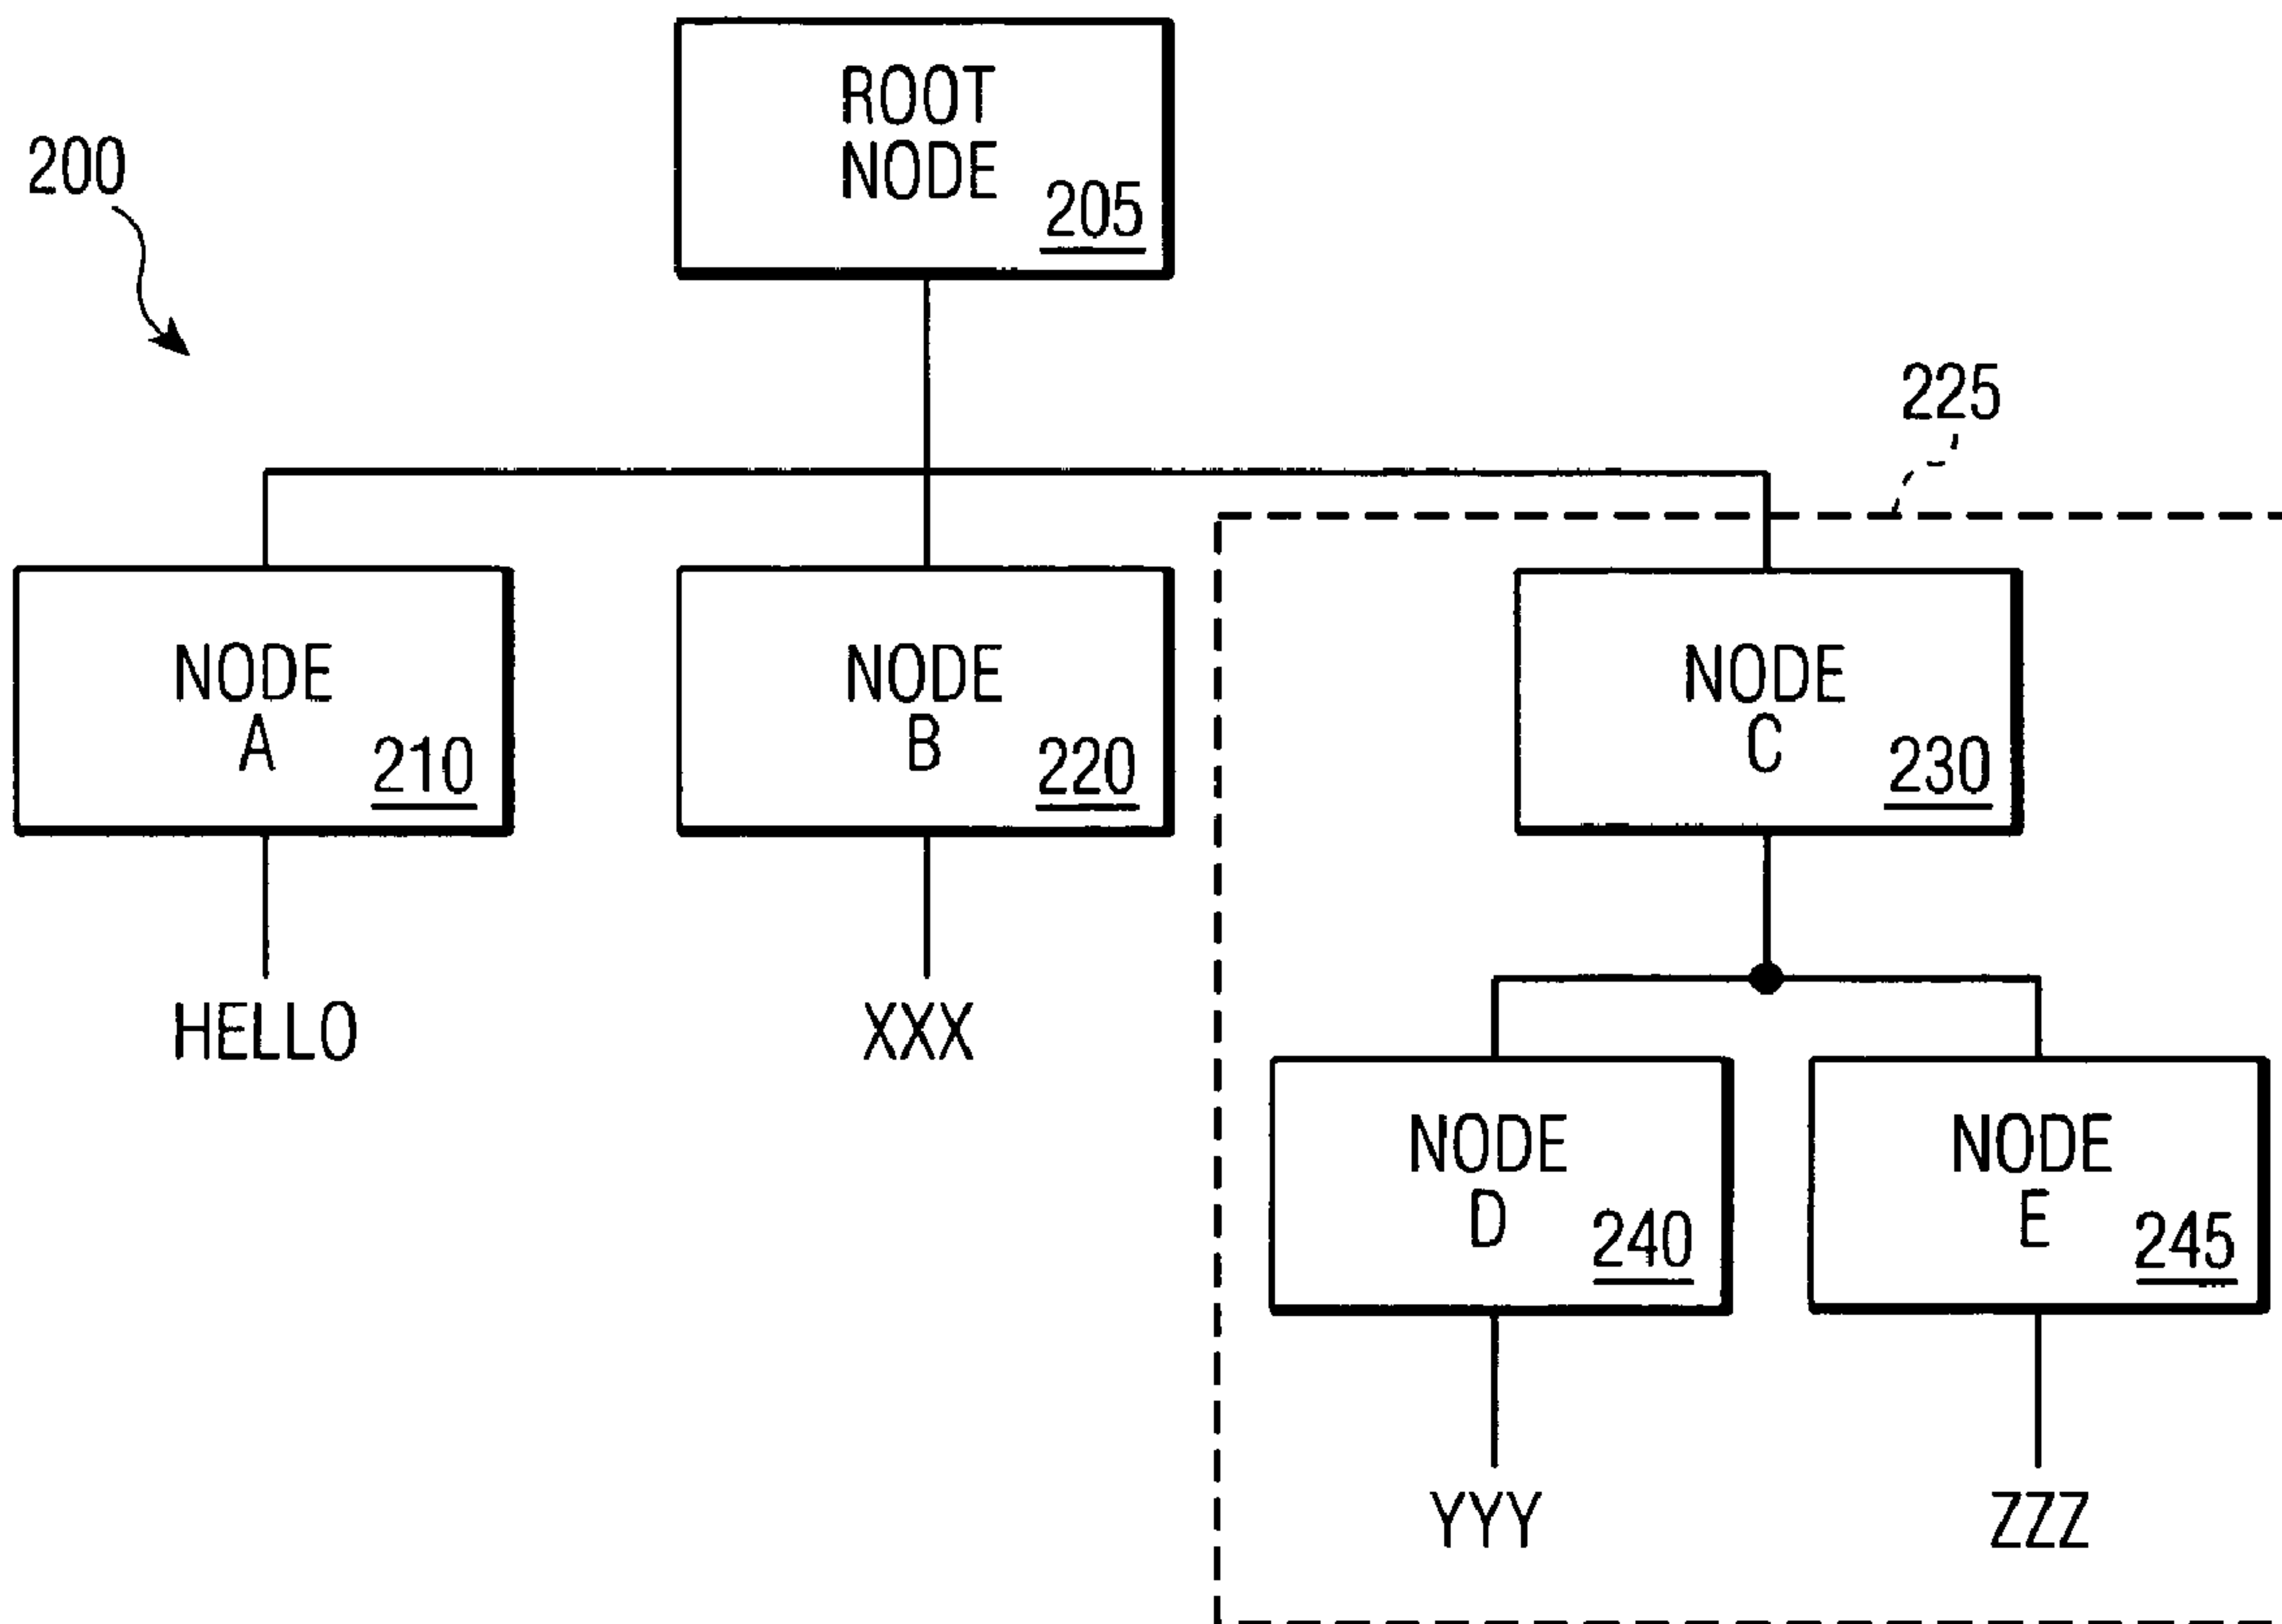 ROOT
NODE
205
200
225
NODE
A
210
NODE
B
220
NODE
C
230
HELLO
XXX
NODE
D
240
NODE
E
245
YYY
ZZZ